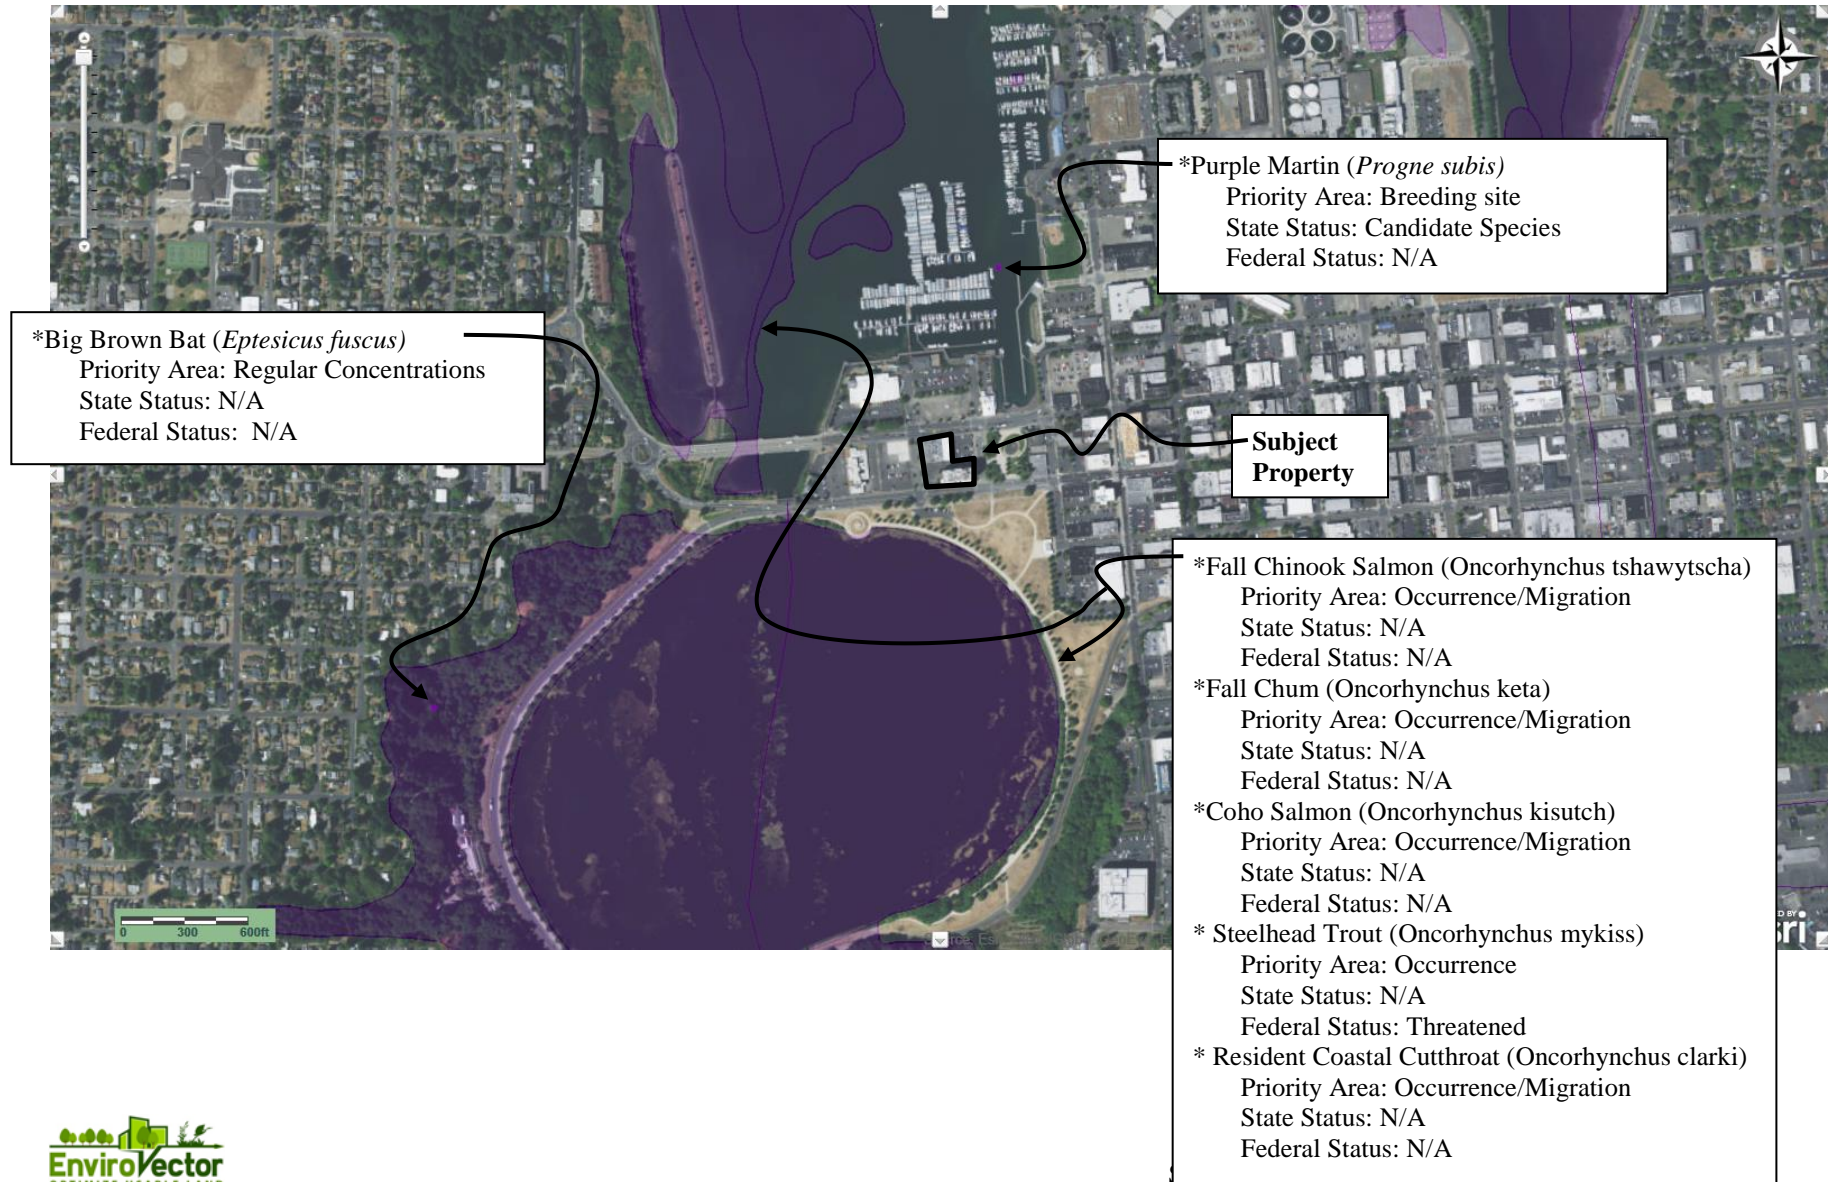 *Purple Martin (Progne subis)
Priority Area: Breeding site
State Status: Candidate Species
Federal Status: N/A
*Big Brown Bat (Eptesicus fuscus)
Priority Area: Regular Concentrations
State Status: N/A
Federal Status: N/A
Subject
Property
*Fall Chinook Salmon (Oncorhynchus tshawytscha)
Priority Area: Occurrence/Migration
State Status: N/A
Federal Status: N/A
*Fall Chum (Oncorhynchus keta)
Priority Area: Occurrence/Migration
State Status: N/A
Federal Status: N/A
*Coho Salmon (Oncorhynchus kisutch)
Priority Area: Occurrence/Migration
State Status: N/A
Federal Status: N/A
* Steelhead Trout (Oncorhynchus mykiss)
Priority Area: Occurrence
State Status: N/A
Federal Status: Threatened
* Resident Coastal Cutthroat (Oncorhynchus clarki)
Priority Area: Occurrence/Migration
State Status: N/A
Federal Status: N/A
0 300 600ft
EnviroVector